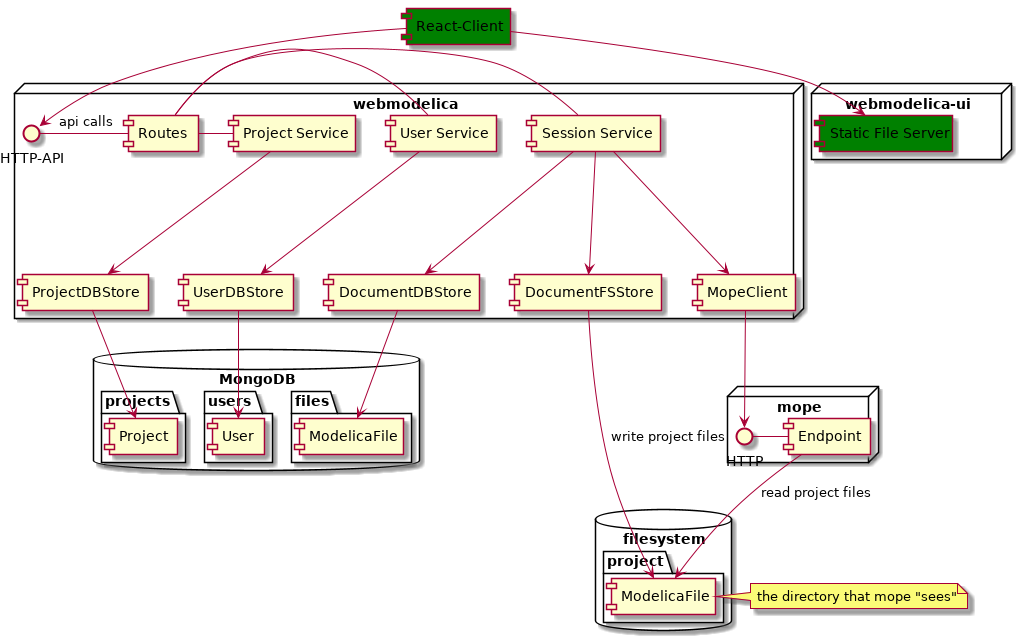 React-Client
webmodelica
webmodelica-ui
HTTP-API
api calls
Routes
Project Service
User Service
Session Service
Static File Server
ProjectDBStore
UserDBStore
DocumentDBStore
DocumentFSStore
MopeClient
MongoDB
projects
users
files
Project
User
ModelicaFile
mope
write project files
HTTP
Endpoint
read project files
filesystem
project
ModelicaFile
the directory that mope "sees"